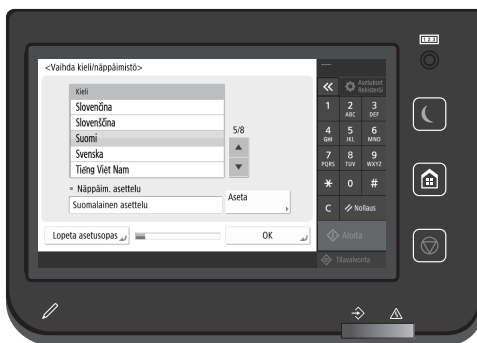 123
<Vaihda kieli/näppäimistö>
-----
Kieli
Slovenčina
Slovenščina
Suomi
Svenska
Tiếng Việt Nam
5/8
▫ Näppäim. asettelu
Suomalainen asettelu
Aseta
Lopeta asetusopas
OK
Asetukset
Rekisteröi
1 2 ABC 3 DEF
4 GHI 5 JKL 6 MNO
7 PQRS 8 TUV 9 WXYZ
* 0 #
C Nollaus
Aloita
Tilavalvonta